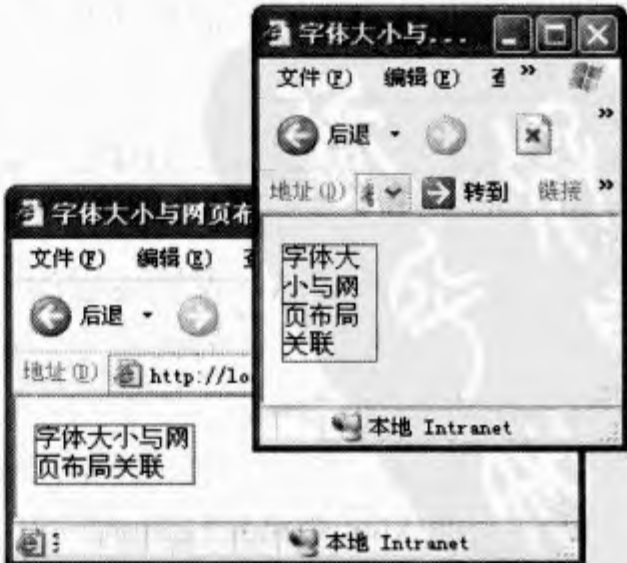 字体大小与...
文件(F) 编辑(E) 查 »
后退 »
地址(D) 转到 链接 »
字体大
小与网
页布局
关联
本地 Intranet
字体大小与网页布
文件(F) 编辑(E)
后退
地址(D) http://lo
字体大小与网
页布局关联
本地 Intranet